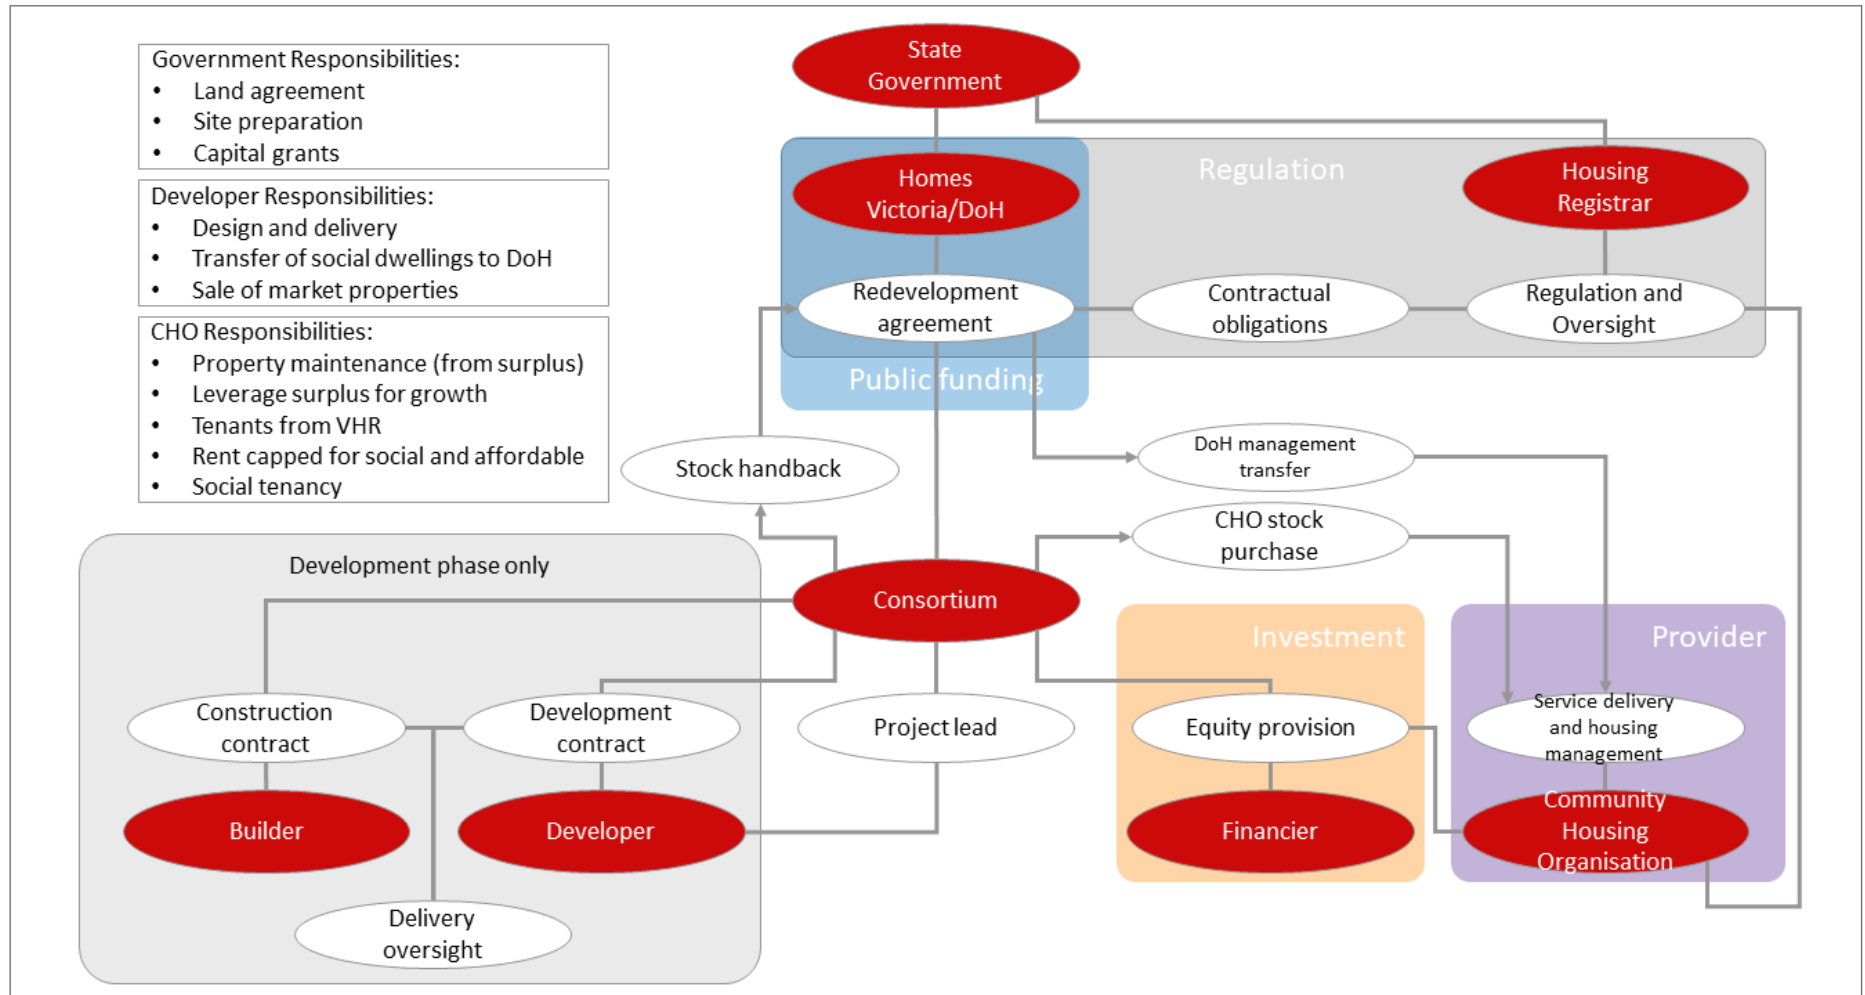 Government Responsibilities:
• Land agreement
• Site preparation
• Capital grants
Developer Responsibilities:
• Design and delivery
• Transfer of social dwellings to DoH
• Sale of market properties
CHO Responsibilities:
• Property maintenance (from surplus)
• Leverage surplus for growth
• Tenants from VHR
• Rent capped for social and affordable
• Social tenancy
State
Government
Regulation
Homes
Victoria/DoH
Housing
Registrar
Redevelopment
agreement
Contractual
obligations
Regulation and
Oversight
Public funding
Stock handback
DoH management
transfer
CHO stock
purchase
Development phase only
Consortium
Investment
Provider
Construction
contract
Development
contract
Project lead
Equity provision
Service delivery
and housing
management
Builder
Developer
Financier
Community
Housing
Organisation
Delivery
oversight